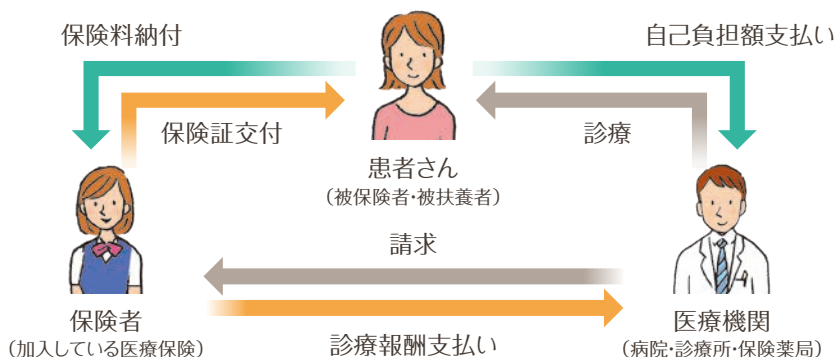 保険料納付
自己負担額支払い
保険証交付
診療
患者さん
（被保険者・被扶養者）
請求
保険者
（加入している医療保険）
診療報酬支払い
医療機関
（病院・診療所・保険薬局）